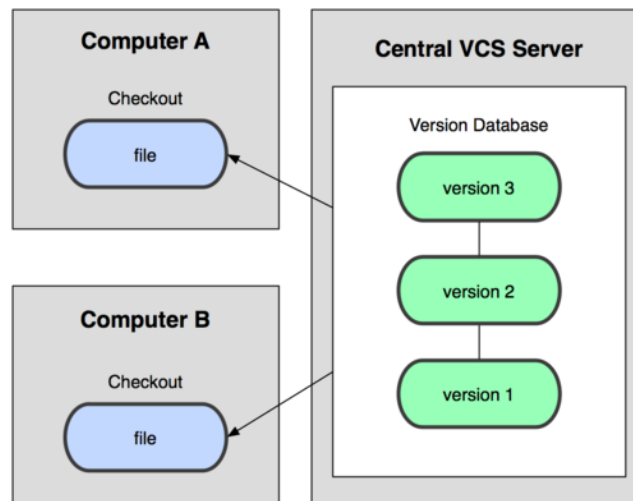 Computer A
Checkout
file
Computer B
Checkout
file
Central VCS Server
Version Database
version 3
version 2
version 1